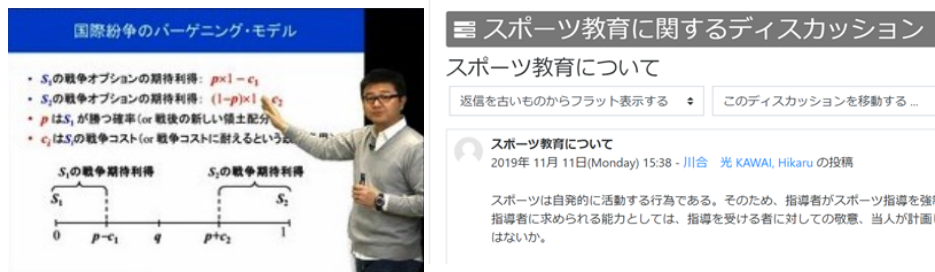 国際紛争のバーゲニング・モデル
• S₁の戦争オプションの期待利得: p×1 − c₁
• S₂の戦争オプションの期待利得: (1−p)×1 − c₂
• p はS₁ が勝つ確率(or 戦後の新しい領土配分
• cᵢはSᵢの戦争コスト(or 戦争コストに耐えるという
S₁の戦争期待利得 S₂の戦争期待利得
S₁ S₂
0 p−c₁ q p+c₂ 1
スポーツ教育に関するディスカッション
スポーツ教育について
返信を古いものからフラット表示する このディスカッションを移動する ...
スポーツ教育について
2019年 11月 11日(Monday) 15:38 - 川合 光 KAWAI, Hikaru の投稿
スポーツは自発的に活動する行為である。そのため、指導者がスポーツ指導を強
指導者に求められる能力としては、指導を受ける者に対しての敬意、当人が計画
はないか。